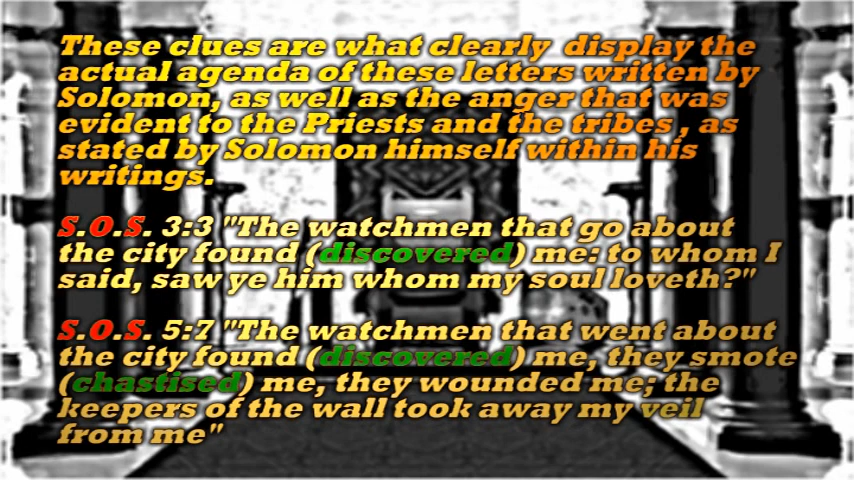 These clues are what clearly display the
actual agenda of these letters written by
Solomon, as well as the anger that was
evident to the Priests and the tribes , as
stated by Solomon himself within his
writings.
S.O.S. 3:3 "The watchmen that go about
the city found (discovered) me: to whom I
said, saw ye him whom my soul loveth?"
S.O.S. 5:7 "The watchmen that went about
the city found (discovered) me, they smote
(chastised) me, they wounded me; the
keepers of the wall took away my veil
from me"